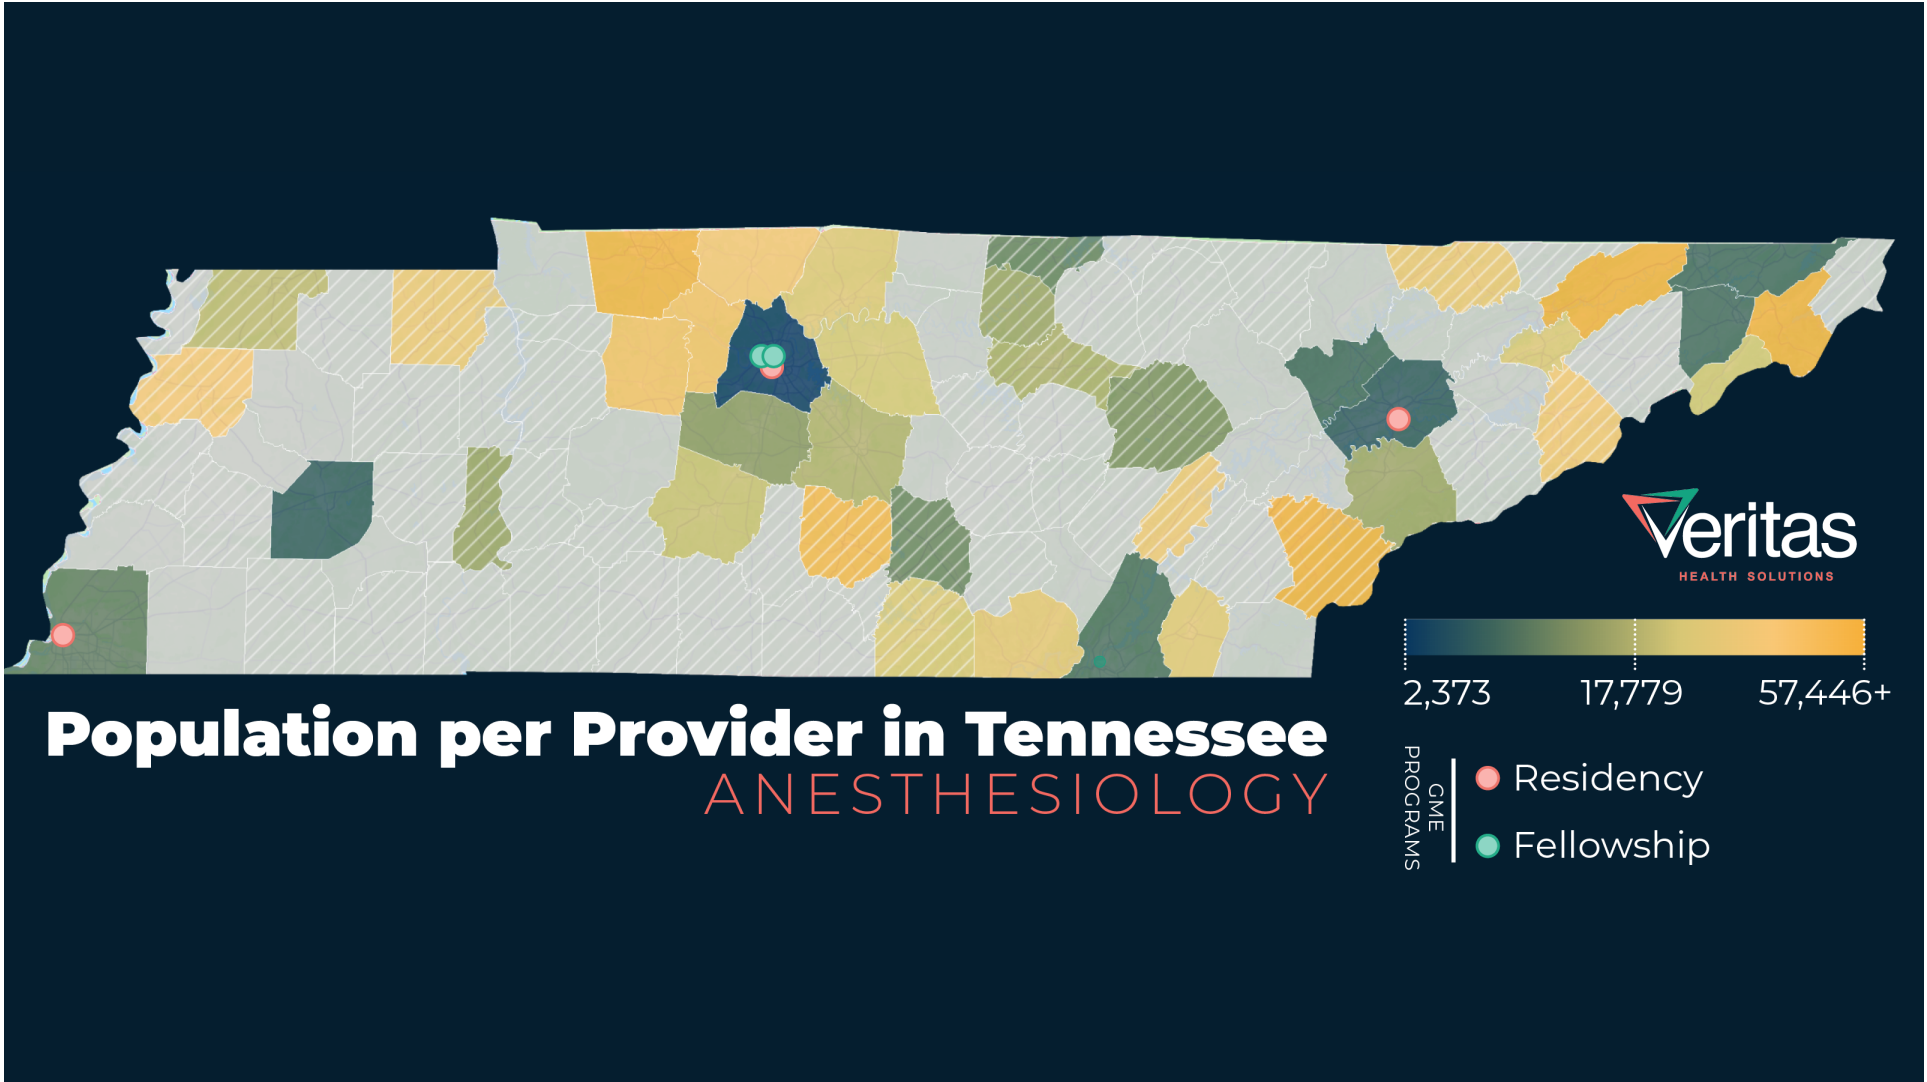 Veritas
HEALTH SOLUTIONS
2,373 17,779 57,446+
Population per Provider in Tennessee
ANESTHESIOLOGY
GME
PROGRAMS
Residency
Fellowship